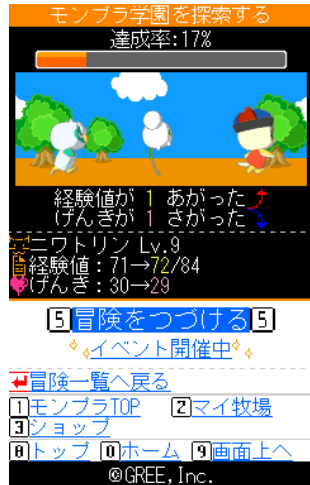 モンプラ学園を探索する
達成率:17%
経験値が 1 あがった
げんきが 1 さがった
ニワトリン Lv.9
経験値：71→72/84
げんき：30→29
5冒険をつづける5
イベント開催中
冒険一覧へ戻る
1モンプラTOP 2マイ牧場
3ショップ
8トップ 0ホーム 9画面上へ
©GREE,Inc.